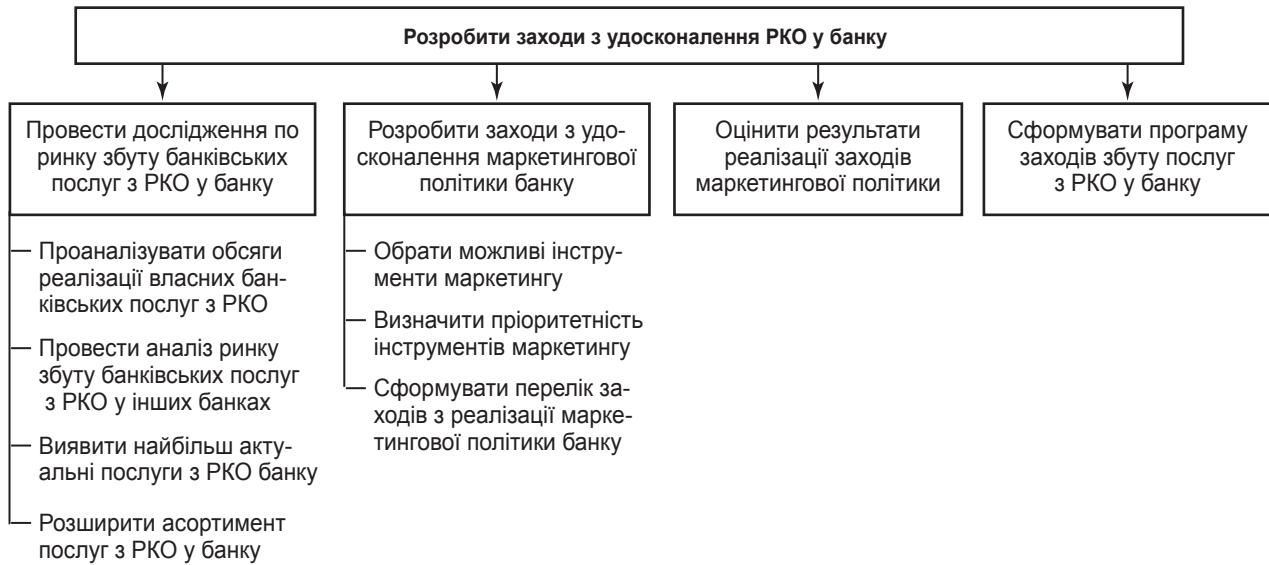 Розробити заходи з удосконалення РКО у банку
Провести дослідження по
ринку збуту банківських
послуг з РКО у банку
Проаналізувати обсяги
реалізації власних бан-
ківських послуг з РКО
Провести аналіз ринку
збуту банківських послуг
з РКО у інших банках
Виявити найбільш акту-
альні послуги з РКО банку
Розширити асортимент
послуг з РКО у банку
Розробити заходи з удо-
сконалення маркетингової
політики банку
Обрати можливі інстру-
менти маркетингу
Визначити пріоритетність
інструментів маркетингу
Сформувати перелік за-
ходів з реалізації марке-
тингової політики банку
Оцінити результати
реалізації заходів
маркетингової політики
Сформувати програму
заходів збуту послуг
з РКО у банку